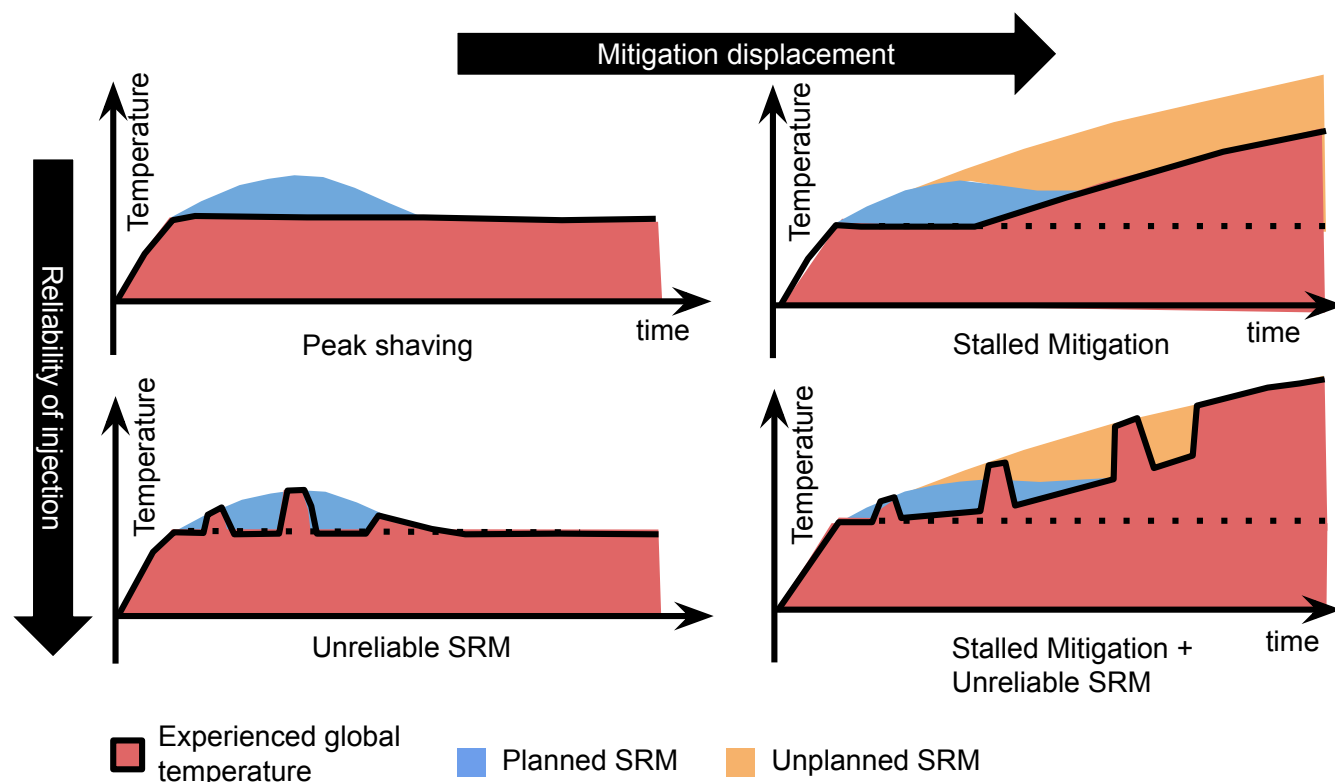 Mitigation displacement
Reliability of injection
Temperature
time
Peak shaving
Temperature
time
Stalled Mitigation
Temperature
Unreliable SRM
Temperature
time
Stalled Mitigation +
Unreliable SRM
Experienced global
temperature
Planned SRM
Unplanned SRM